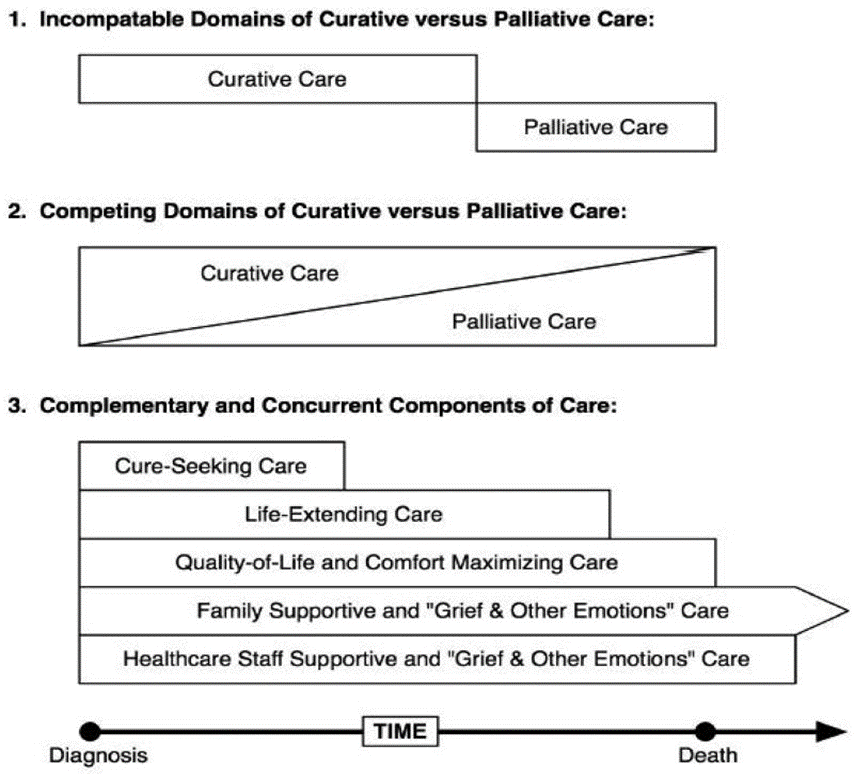 1. Incompatable Domains of Curative versus Palliative Care:
Curative Care
Palliative Care
2. Competing Domains of Curative versus Palliative Care:
Curative Care
Palliative Care
3. Complementary and Concurrent Components of Care:
Cure-Seeking Care
Life-Extending Care
Quality-of-Life and Comfort Maximizing Care
Family Supportive and "Grief & Other Emotions" Care
Healthcare Staff Supportive and "Grief & Other Emotions" Care
TIME
Diagnosis
Death